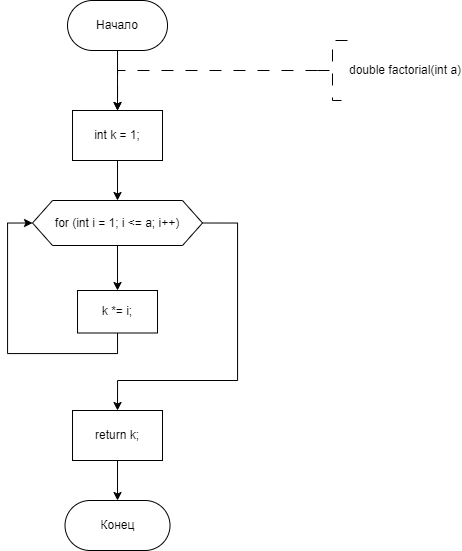 Начало
double factorial(int a)
int k = 1;
for (int i = 1; i <= a; i++)
k *= i;
return k;
Конец